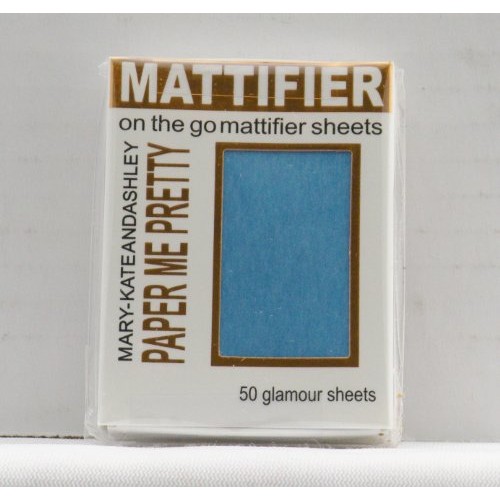 MATTIFIER
on the go mattifier sheets
MARY-KATEANDASHLEY
PAPER ME PRETTY
50 glamour sheets